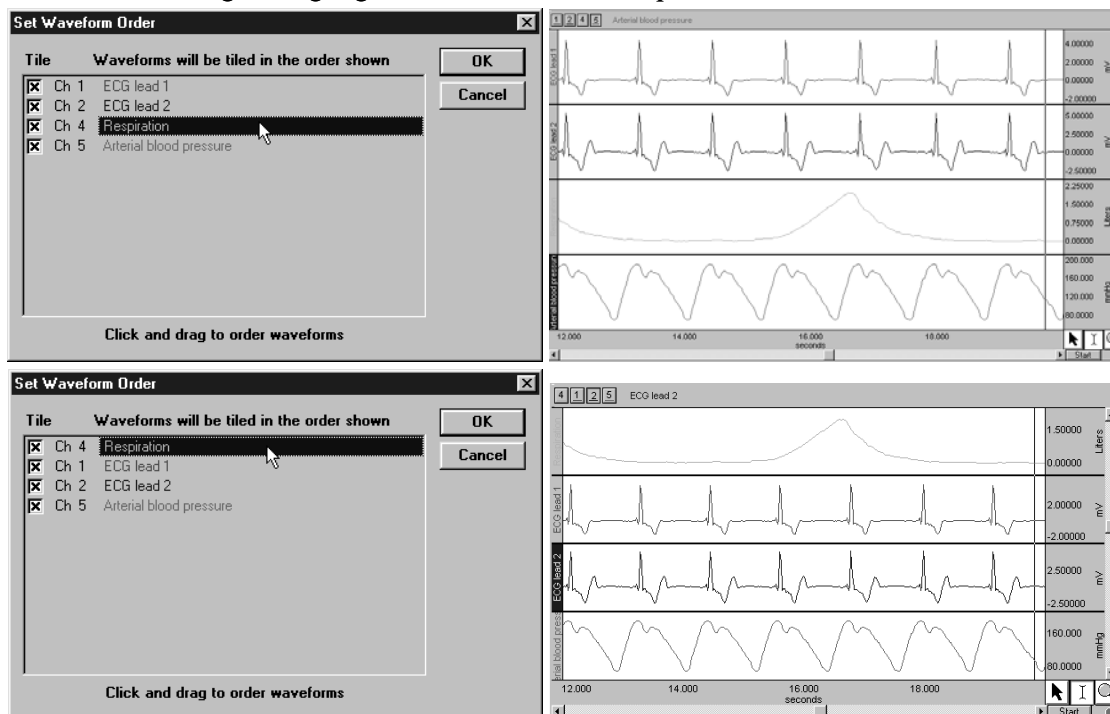 Set Waveform Order
Tile Waveforms will be tiled in the order shown
OK
Cancel
Ch 1 ECG lead 1
Ch 2 ECG lead 2
Ch 4 Respiration
Ch 5 Arterial blood pressure
Click and drag to order waveforms
1 2 4 5 Arterial blood pressure
ECG lead 1
4.00000
2.00000
0.00000
-2.00000
mV
ECG lead 2
5.00000
2.50000
0.00000
-2.50000
mV
2.25000
1.50000
0.75000
0.00000
Liters
200.000
160.000
120.000
80.0000
mmHg
12.000 14.000 16.000 18.000
seconds
Start
Set Waveform Order
Tile Waveforms will be tiled in the order shown
OK
Cancel
Ch 4 Respiration
Ch 1 ECG lead 1
Ch 2 ECG lead 2
Ch 5 Arterial blood pressure
Click and drag to order waveforms
4 1 2 5 ECG lead 2
1.50000
0.00000
Liters
ECG lead 1
2.00000
-2.00000
mV
ECG lead 2
2.50000
-2.50000
mV
erial blood press
160.000
80.0000
mmHg
12.000 14.000 16.000 18.000
seconds
Start